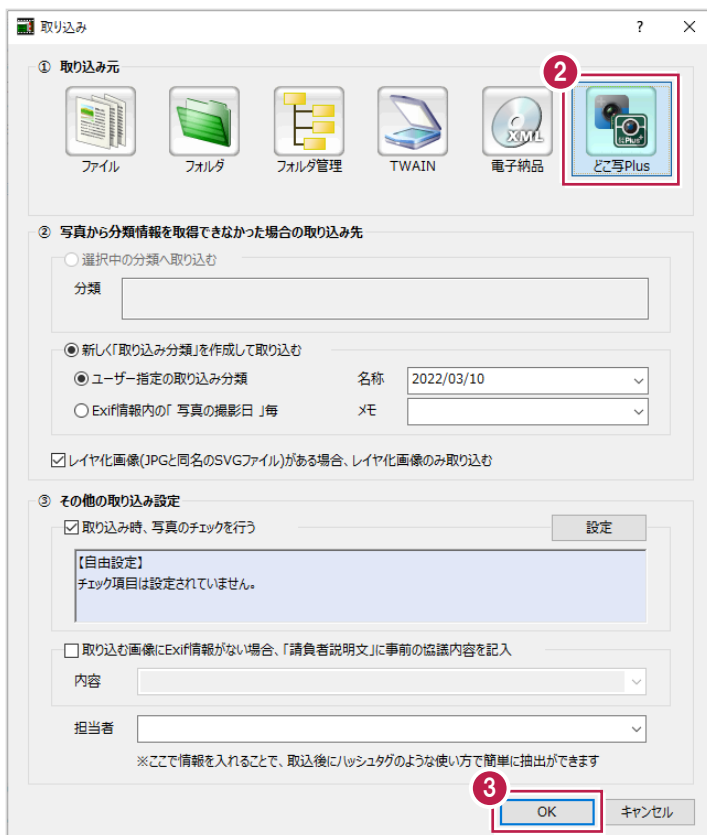 取り込み
? ×
① 取り込み元
2
ファイル フォルダ フォルダ管理 TWAIN 電子納品 どこ写Plus
XML
Plus
② 写真から分類情報を取得できなかった場合の取り込み先
選択中の分類へ取り込む
分類
新しく「取り込み分類」を作成して取り込む
ユーザー指定の取り込み分類 名称 2022/03/10
Exif情報内の「 写真の撮影日 」毎 メモ
レイヤ化画像(JPGと同名のSVGファイル)がある場合、レイヤ化画像のみ取り込む
③ その他の取り込み設定
取り込み時、写真のチェックを行う 設定
【自由設定】
チェック項目は設定されていません。
取り込む画像にExif情報がない場合、「請負者説明文」に事前の協議内容を記入
内容
担当者
※ここで情報を入れることで、取込後にハッシュタグのような使い方で簡単に抽出ができます
3
OK キャンセル